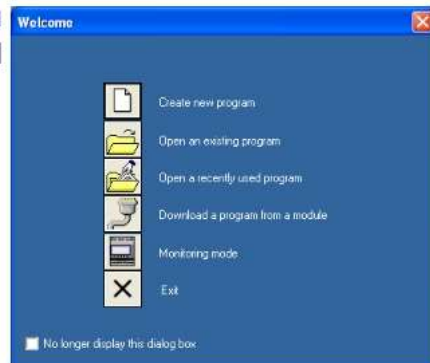 Welcome
Create new program
Open an existing program
Open a recently used program
Download a program from a module
Monitoring mode
Exit
No longer display this dialog box